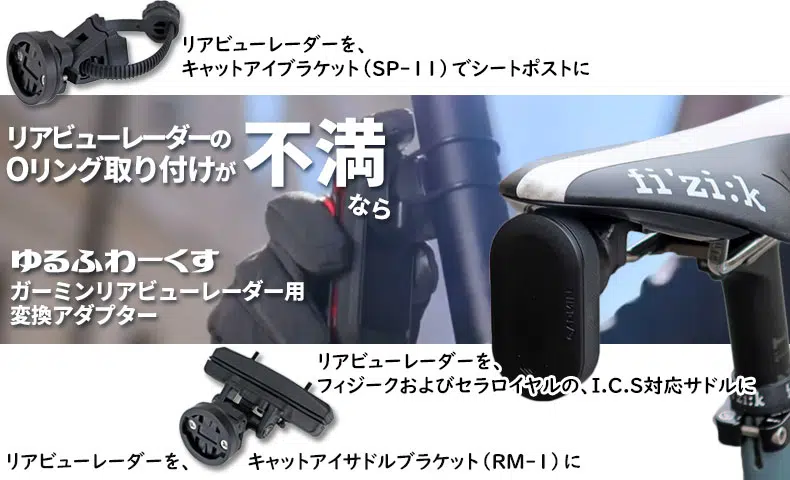 リアビューレーダーを、
キャットアイブラケット（SP-11）でシートポストに
リアビューレーダーの
Oリング取り付けが
不満
なら
fi'zi:k
ゆるふわーくす
ガーミンリアビューレーダー用
変換アダプター
リアビューレーダーを、
フィジークおよびセラロイヤルの、I.C.S対応サドルに
リアビューレーダーを、 キャットアイサドルブラケット（RM-1）に